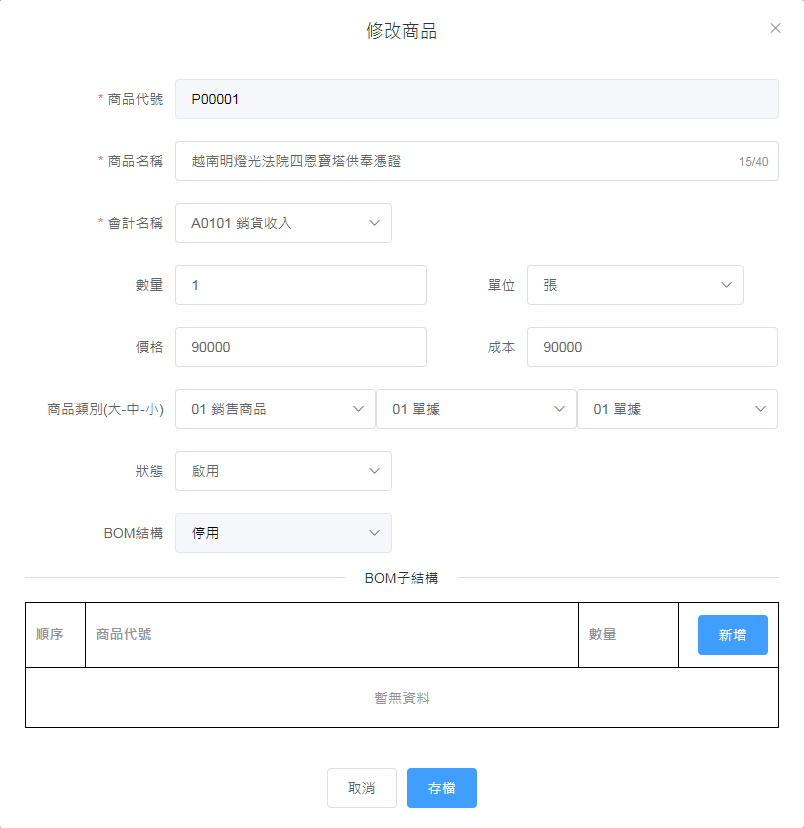 修改商品
* 商品代號 P00001
* 商品名稱 越南明燈光法院四恩寶塔供奉憑證 15/40
* 會計名稱 A0101 銷貨收入
數量 1 單位 張
價格 90000 成本 90000
商品類別(大-中-小) 01 銷售商品 01 單據 01 單據
狀態 啟用
BOM結構 停用
BOM子結構
順序 商品代號 數量 新增
暫無資料
取消 存檔